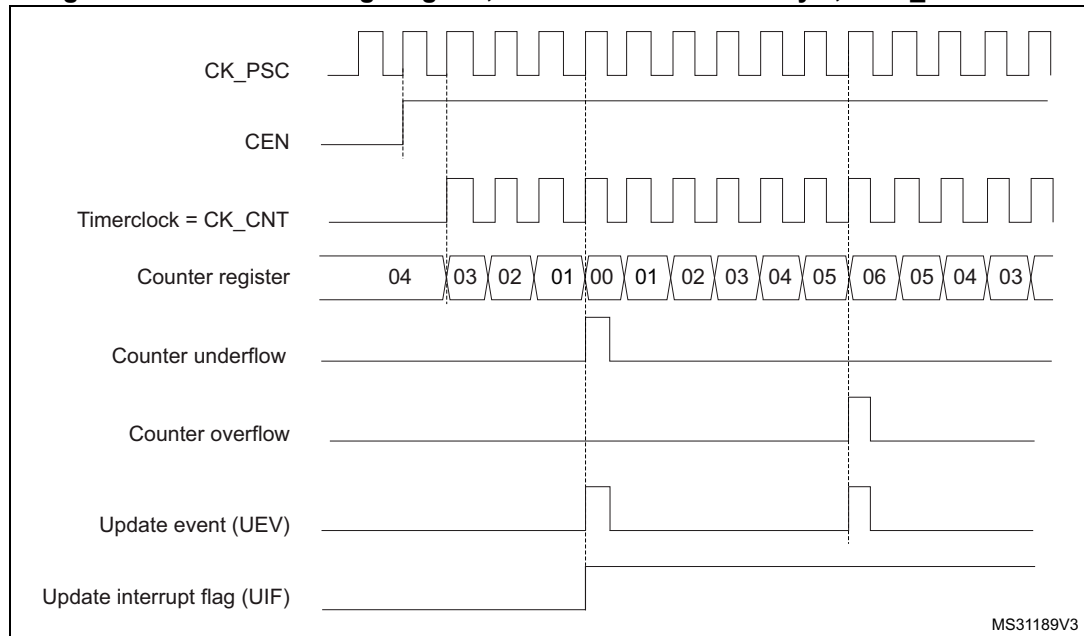 CK_PSC
CEN
Timerclock = CK_CNT
Counter register 04 03 02 01 00 01 02 03 04 05 06 05 04 03
Counter underflow
Counter overflow
Update event (UEV)
Update interrupt flag (UIF)
MS31189V3